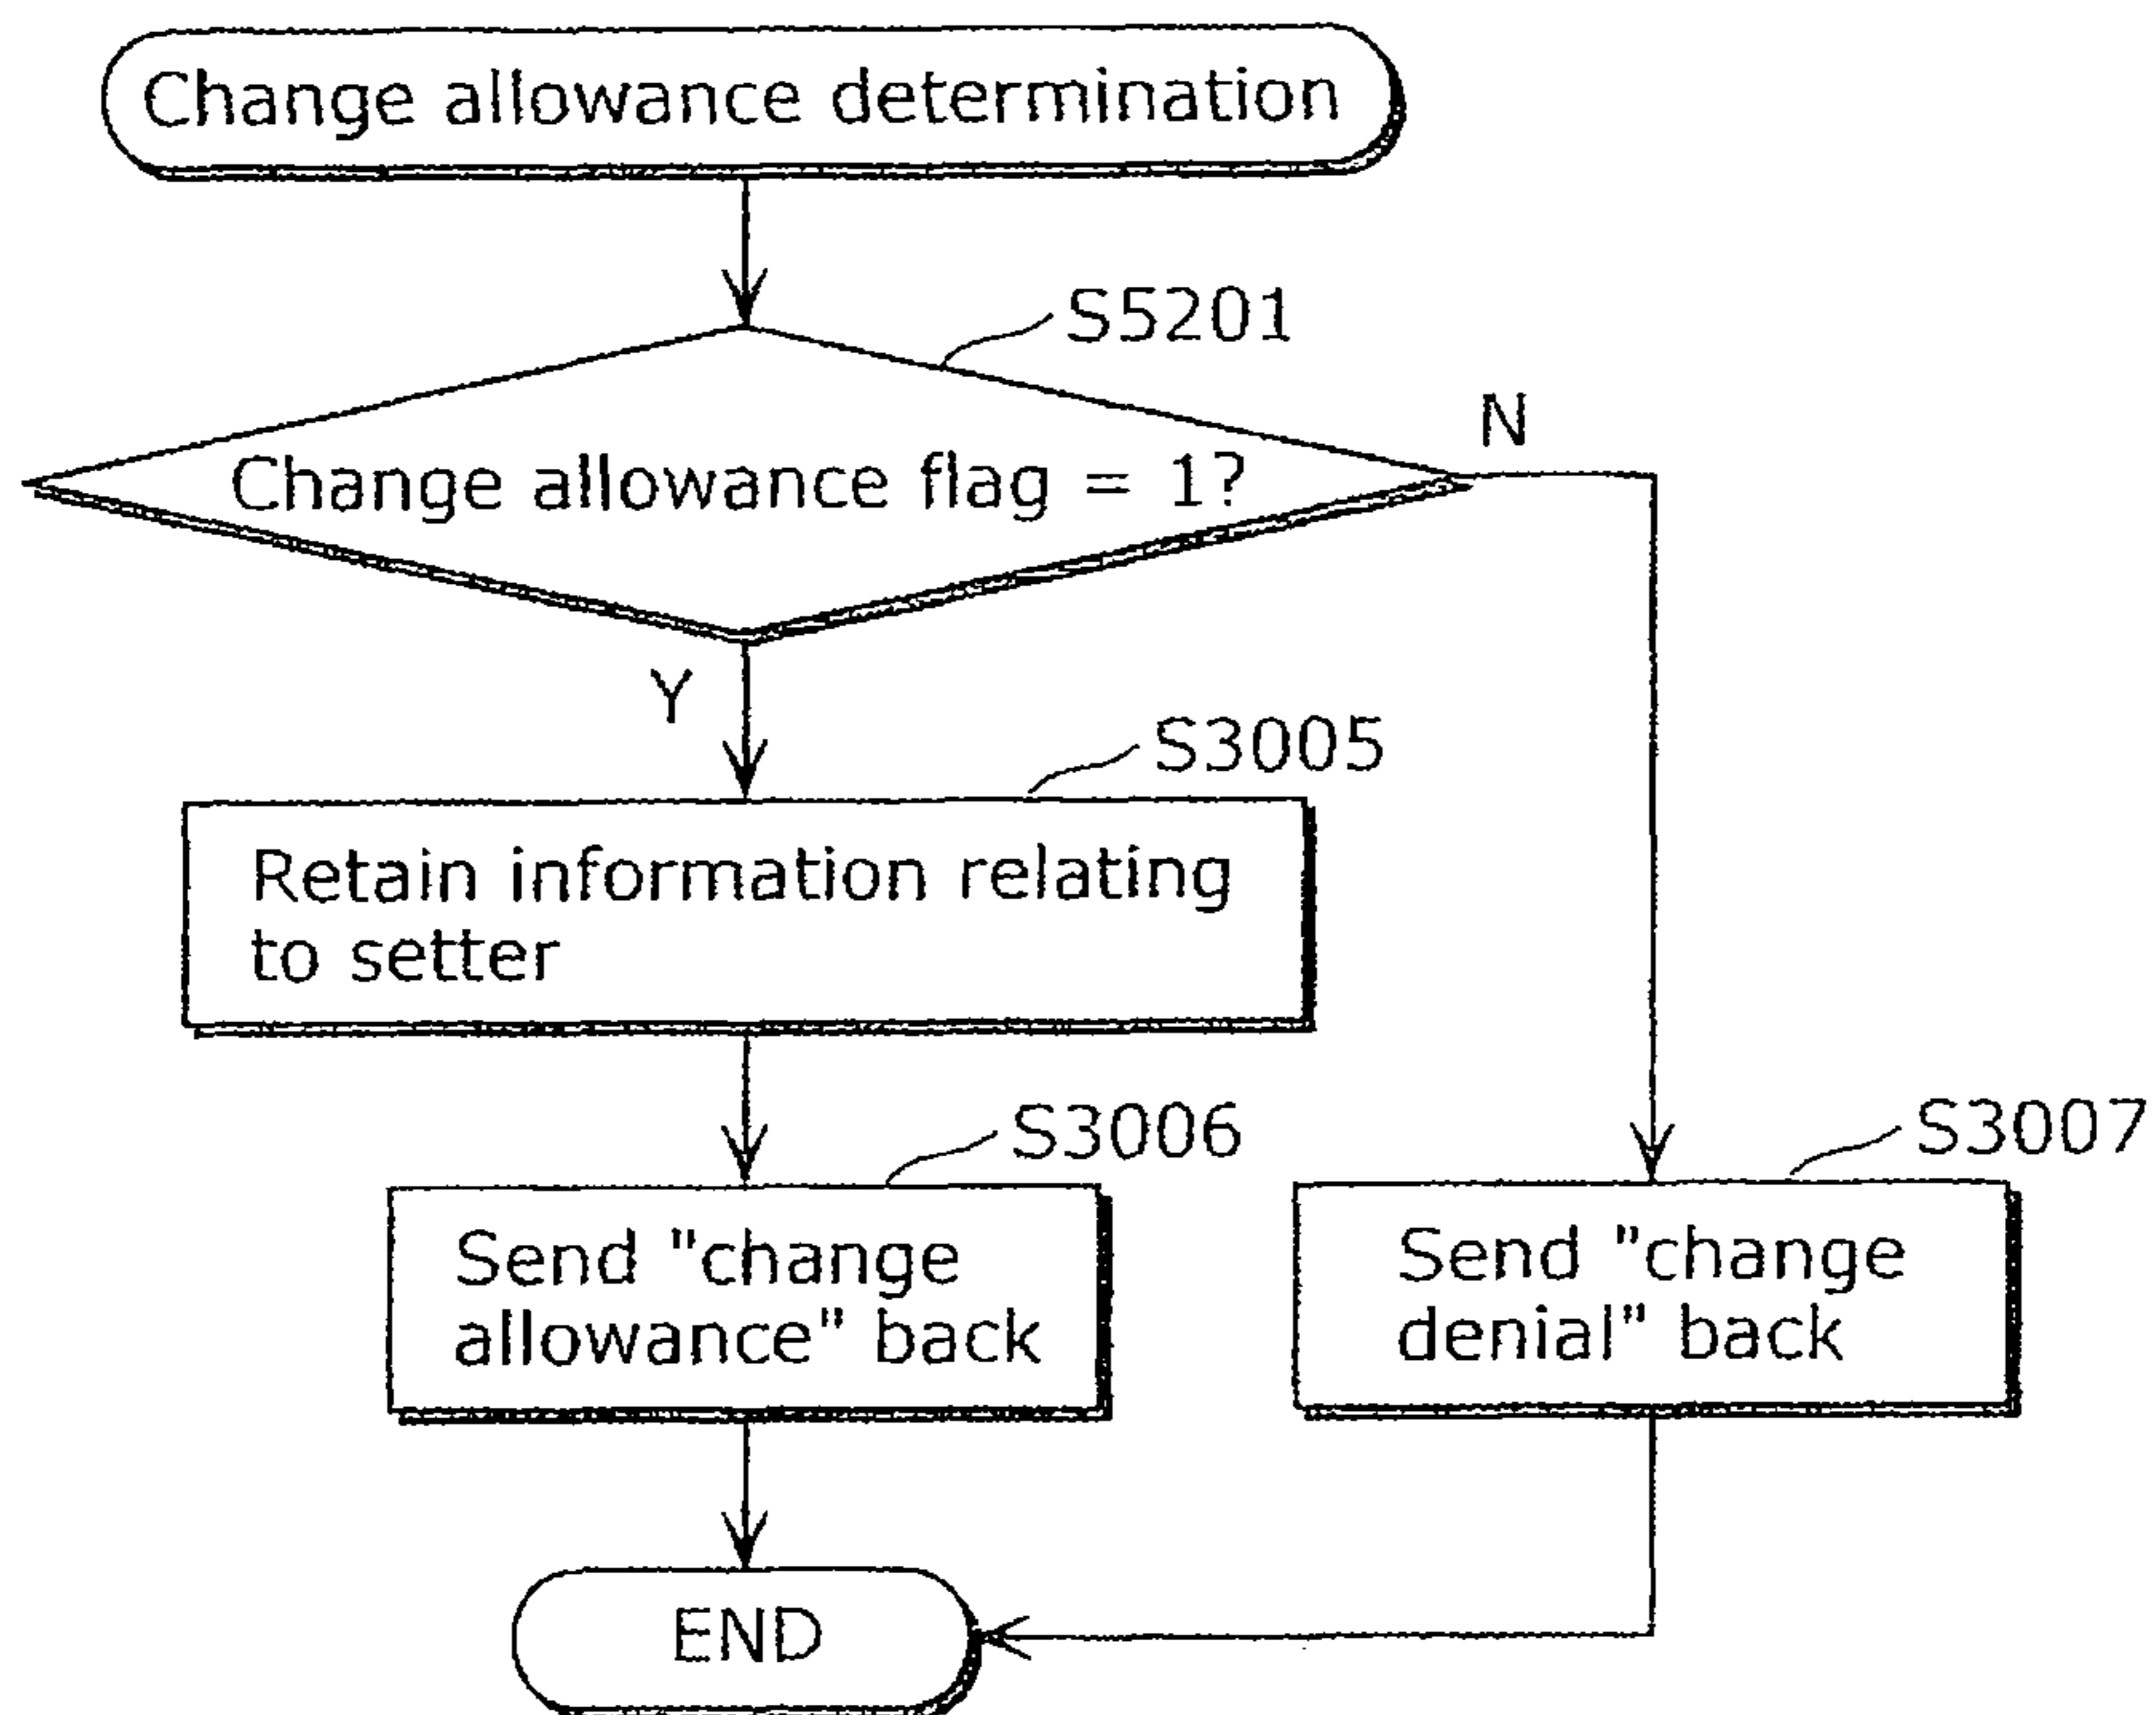 Change allowance determination
S5201
N
Change allowance flag = 1?
Y
S3005
Retain information relating
to setter
S3006
S3007
Send "change
allowance" back
Send "change
denial" back
END